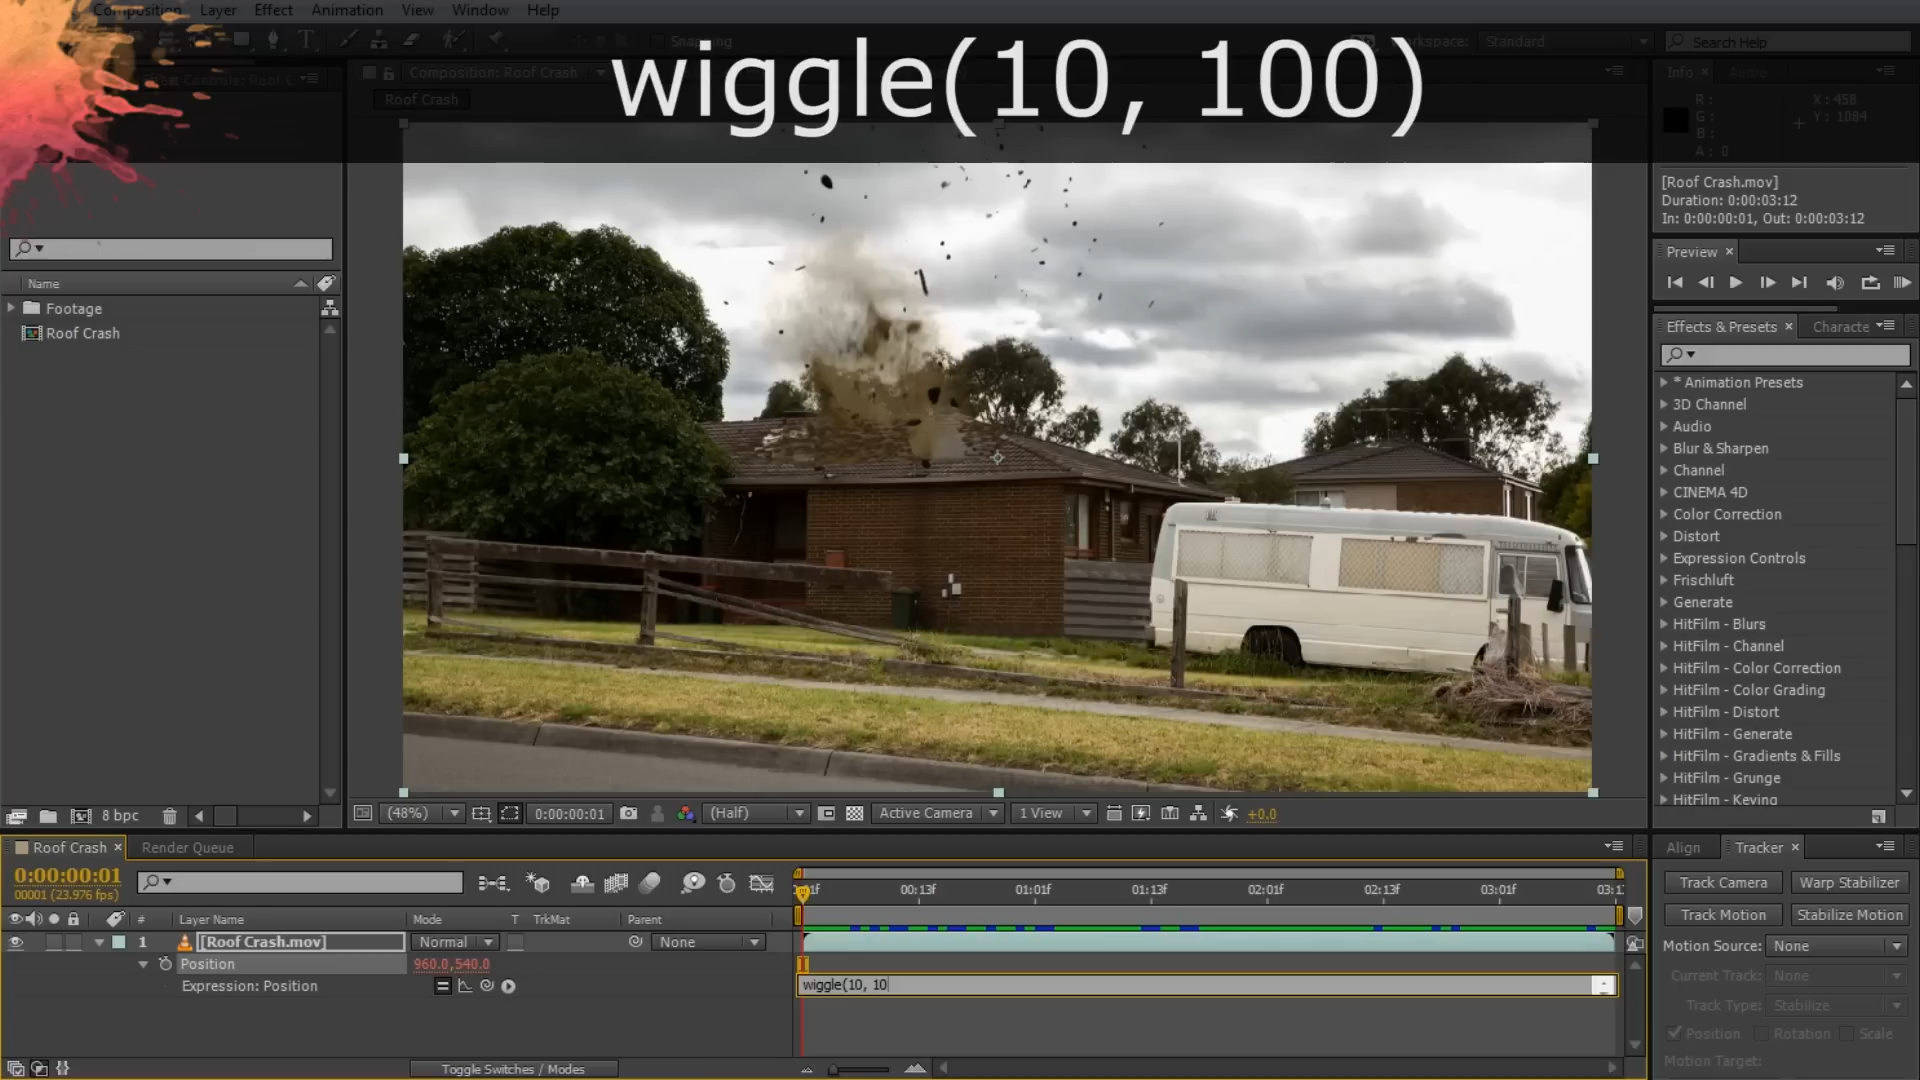 Composition Layer Effect Animation View Window Help
wiggle(10, 100)
Snapping
Workspace: Standard
Search Help
Effect Controls: Roof C
Composition: Roof Crash
Roof Crash
Info × Audio
R :
G :
B :
A : 0
X : 458
Y : 1084
[Roof Crash.mov]
Duration: 0:00:03:12
In: 0:00:00:01, Out: 0:00:03:12
Preview ×
Name
Footage
Roof Crash
Effects & Presets × Characte
* Animation Presets
3D Channel
Audio
Blur & Sharpen
Channel
CINEMA 4D
Color Correction
Distort
Expression Controls
Frischluft
Generate
HitFilm - Blurs
HitFilm - Channel
HitFilm - Color Correction
HitFilm - Color Grading
HitFilm - Distort
HitFilm - Generate
HitFilm - Gradients & Fills
HitFilm - Grunge
HitFilm - Keying
8 bpc
(48%) 0:00:00:01 (Half) Active Camera 1 View +0.0
Roof Crash × Render Queue
0:00:00:01
00001 (23.976 fps)
:01f 00:13f 01:01f 01:13f 02:01f 02:13f 03:01f 03:1
# Layer Name Mode T TrkMat Parent
1 [Roof Crash.mov] Normal None
Position 960.0,540.0
Expression: Position
wiggle(10, 10
Toggle Switches / Modes
Align Tracker ×
Track Camera Warp Stabilizer
Track Motion Stabilize Motion
Motion Source: None
Current Track: None
Track Type: Stabilize
Position Rotation Scale
Motion Target: